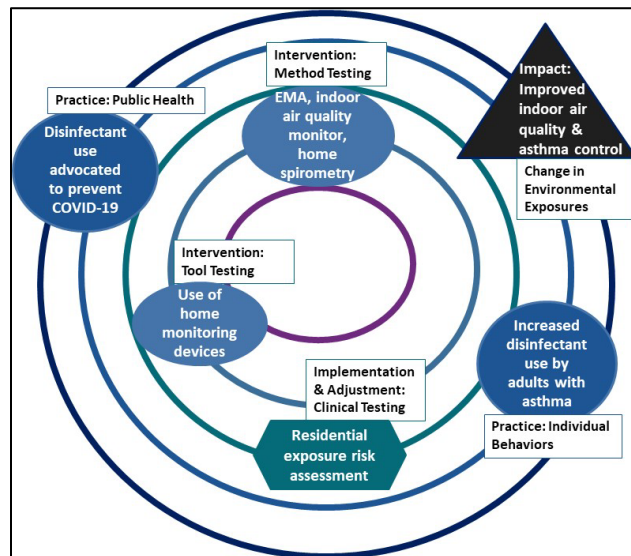 Intervention:
Method Testing
Impact:
Improved
indoor air
quality &
asthma control
Practice: Public Health
EMA, indoor
air quality
monitor,
home
spirometry
Disinfectant
use
advocated
to prevent
COVID-19
Change in
Environmental
Exposures
Intervention:
Tool Testing
Use of
home
monitoring
devices
Increased
disinfectant
use by
adults with
asthma
Implementation
& Adjustment:
Clinical Testing
Practice: Individual
Behaviors
Residential
exposure risk
assessment